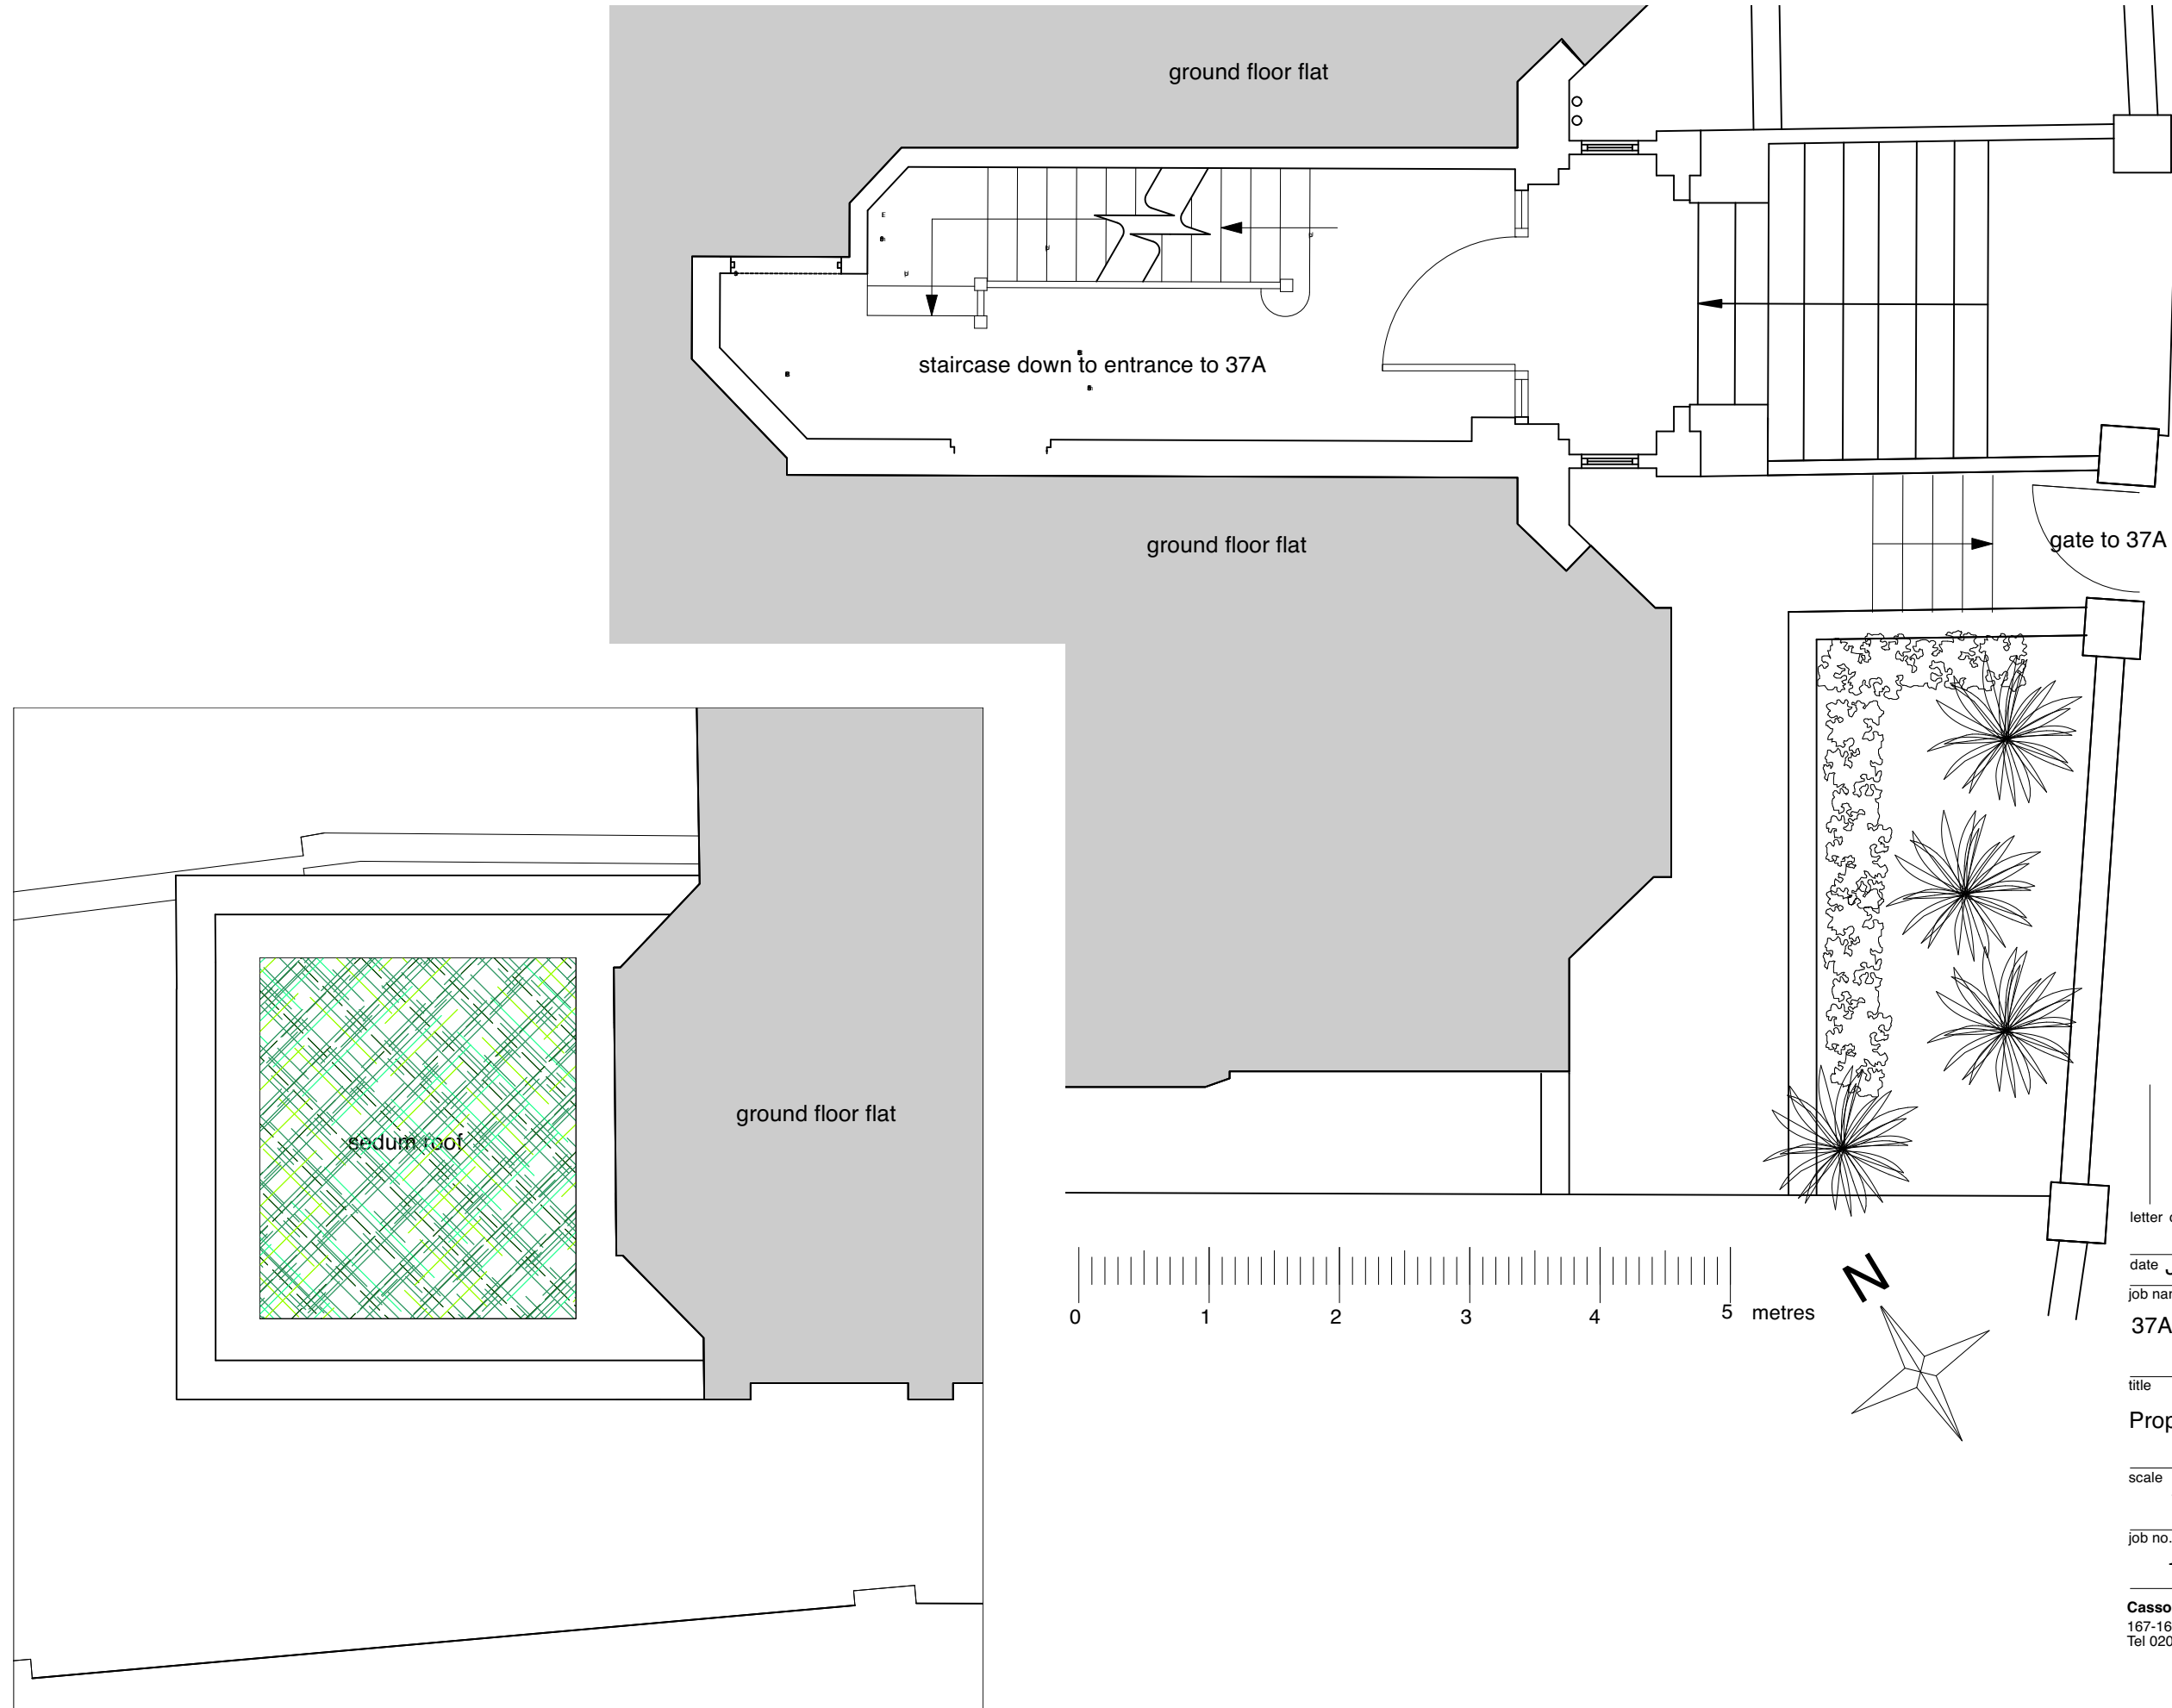 ground floor flat
staircase down to entrance to 37A
ground floor flat
gate to 37A
ground floor flat
sedum roof
0 1 2 3 4 5 metres
N
letter
date
job
37A
title
scale
job no.
167-16
Tel 020